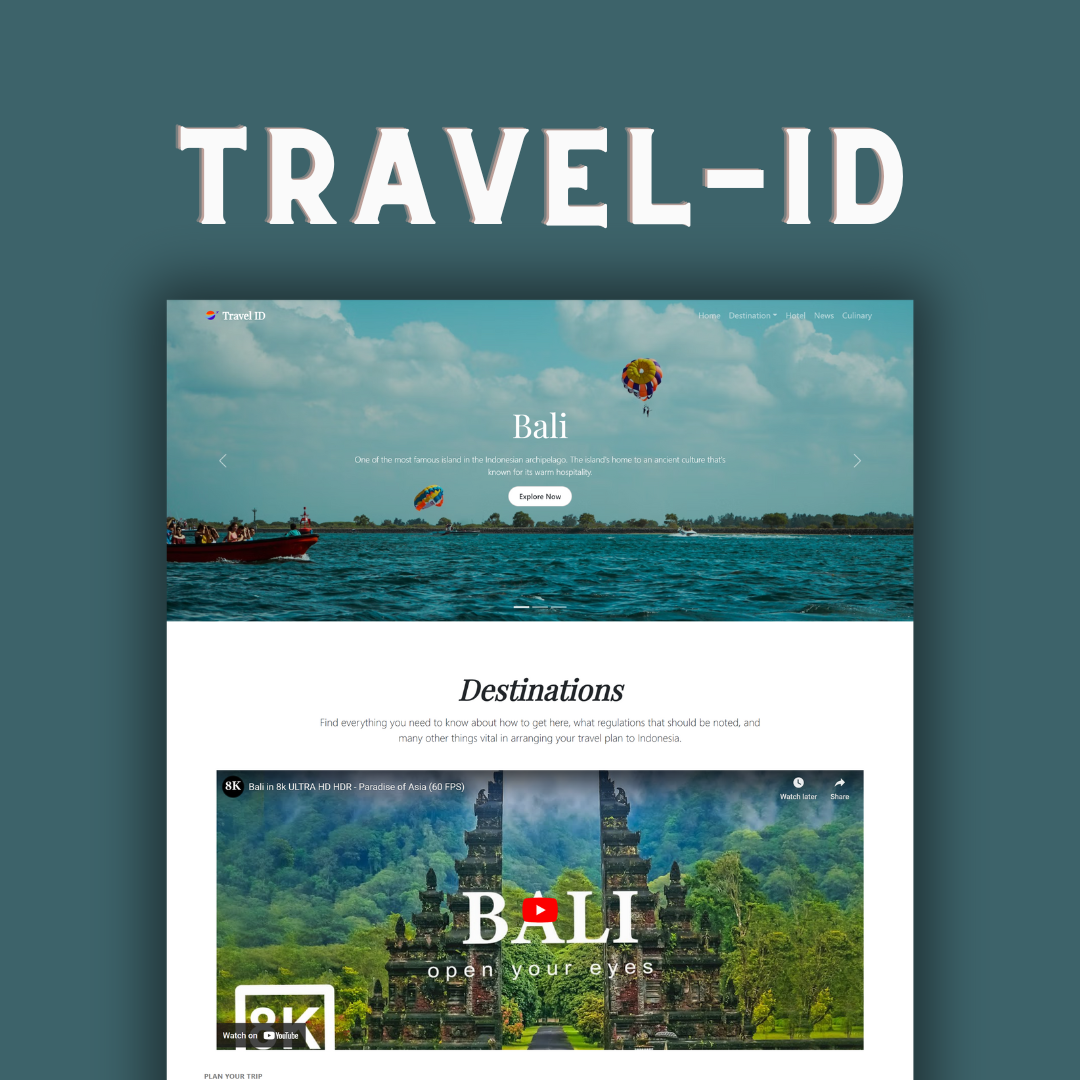 TRAVEL-ID
Travel ID
Home Destination Hotel News Culinary
Bali
One of the most famous island in the Indonesian archipelago. The island's home to an ancient culture that's
known for its warm hospitality.
Explore Now
Destinations
Find everything you need to know about how to get here, what regulations that should be noted, and
many other things vital in arranging your travel plan to Indonesia.
8K Bali in 8k ULTRA HD HDR - Paradise of Asia (60 FPS)
Watch later Share
BALI
open your eyes
8K
Watch on YouTube
PLAN YOUR TRIP